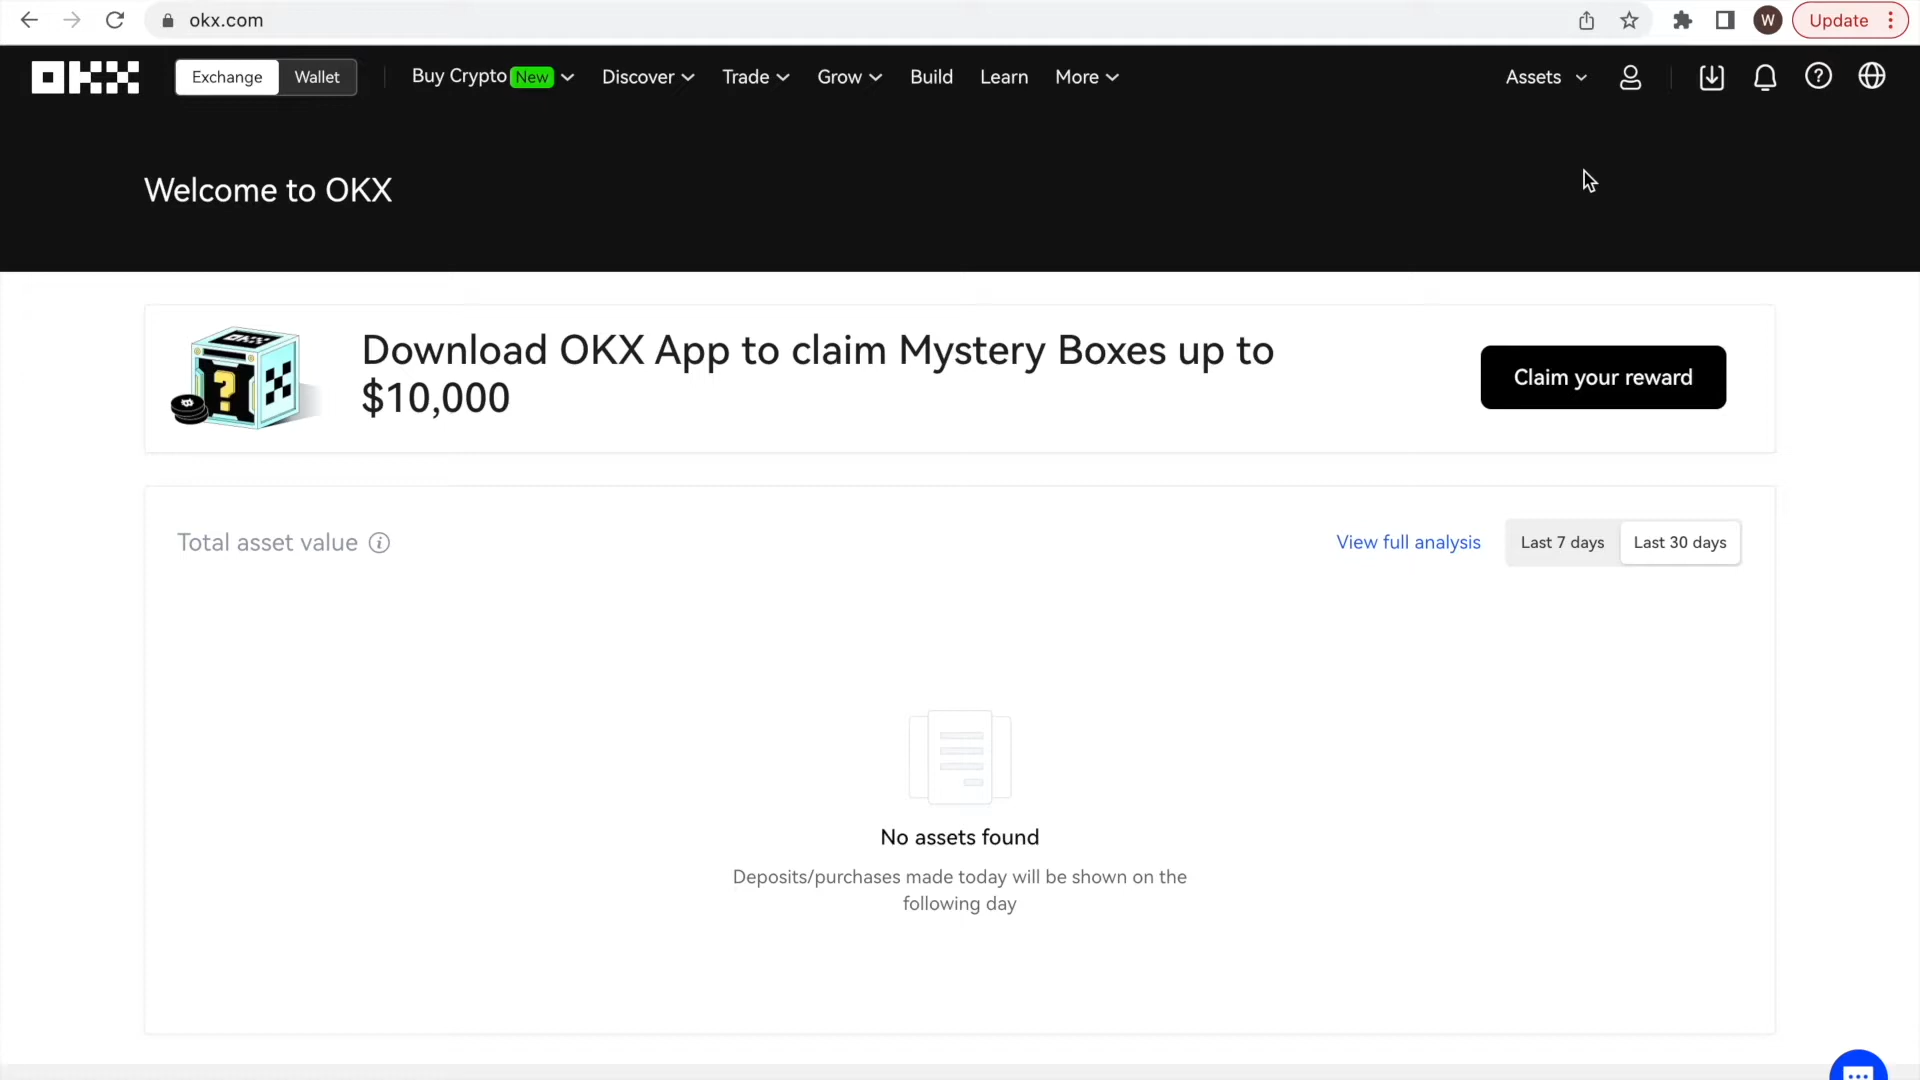 okx.com
W
Update
OKX
Exchange
Wallet
Buy Crypto New
Discover
Trade
Grow
Build
Learn
More
Assets
Welcome to OKX
Download OKX App to claim Mystery Boxes up to
$10,000
Claim your reward
Total asset value
View full analysis
Last 7 days
Last 30 days
No assets found
Deposits/purchases made today will be shown on the
following day